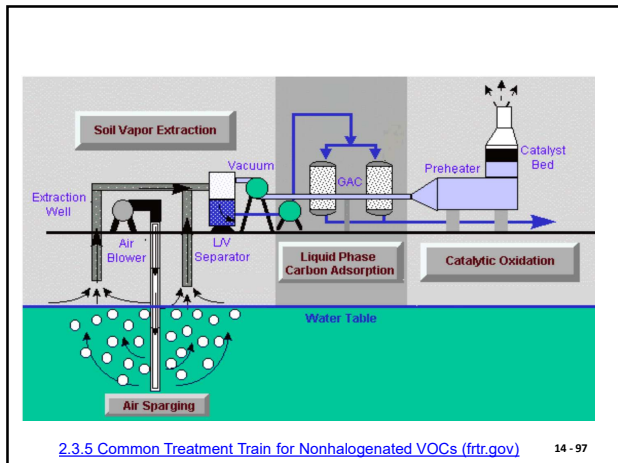 Soil Vapor Extraction
Vacuum
Extraction
Well
Air
Blower
L/V
Separator
GAC
Preheater
Catalyst
Bed
Liquid Phase
Carbon Adsorption
Catalytic Oxidation
Water Table
Air Sparging
2.3.5 Common Treatment Train for Nonhalogenated VOCs (frtr.gov)
14 - 97